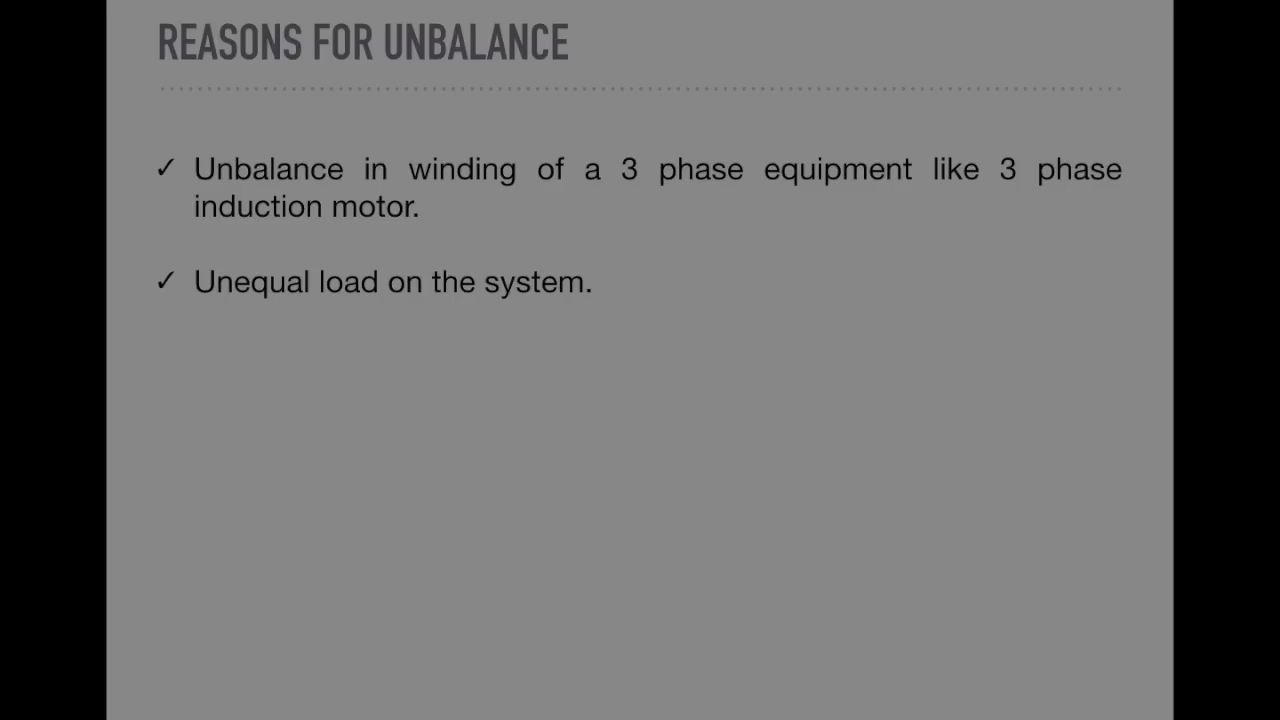 REASONS FOR UNBALANCE
✓ Unbalance in winding of a 3 phase equipment like 3 phase
induction motor.
✓ Unequal load on the system.